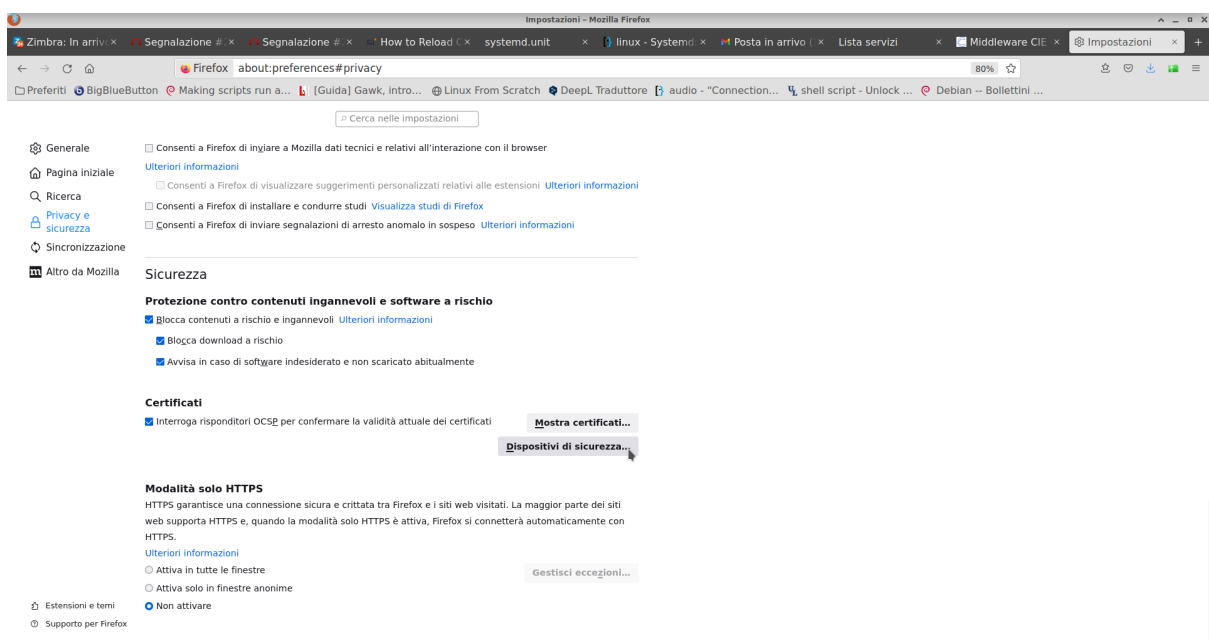 Impostazioni – Mozilla Firefox
Zimbra: In arriv
Segnalazione #
Segnalazione #
How to Reload
systemd.unit
linux - Systemd
Posta in arrivo (
Lista servizi
Middleware CIE
Impostazioni
Firefox about:preferences#privacy 80%
Preferiti BigBlueButton Making scripts run a... [Guida] Gawk, intro... Linux From Scratch DeepL Traduttore audio - "Connection... shell script - Unlock ... Debian -- Bollettini ...
Cerca nelle impostazioni
Generale
Pagina iniziale
Ricerca
Privacy e
sicurezza
Sincronizzazione
Altro da Mozilla
Consenti a Firefox di inviare a Mozilla dati tecnici e relativi all'interazione con il browser
Ulteriori informazioni
Consenti a Firefox di visualizzare suggerimenti personalizzati relativi alle estensioni Ulteriori informazioni
Consenti a Firefox di installare e condurre studi Visualizza studi di Firefox
Consenti a Firefox di inviare segnalazioni di arresto anomalo in sospeso Ulteriori informazioni
Sicurezza
Protezione contro contenuti ingannevoli e software a rischio
Blocca contenuti a rischio e ingannevoli Ulteriori informazioni
Blocca download a rischio
Avvisa in caso di software indesiderato e non scaricato abitualmente
Certificati
Interroga risponditori OCSP per confermare la validità attuale dei certificati
Mostra certificati...
Dispositivi di sicurezza...
Modalità solo HTTPS
HTTPS garantisce una connessione sicura e crittata tra Firefox e i siti web visitati. La maggior parte dei siti
web supporta HTTPS e, quando la modalità solo HTTPS è attiva, Firefox si connetterà automaticamente con
HTTPS.
Ulteriori informazioni
Attiva in tutte le finestre
Gestisci eccezioni...
Attiva solo in finestre anonime
Non attivare
Estensioni e temi
Supporto per Firefox